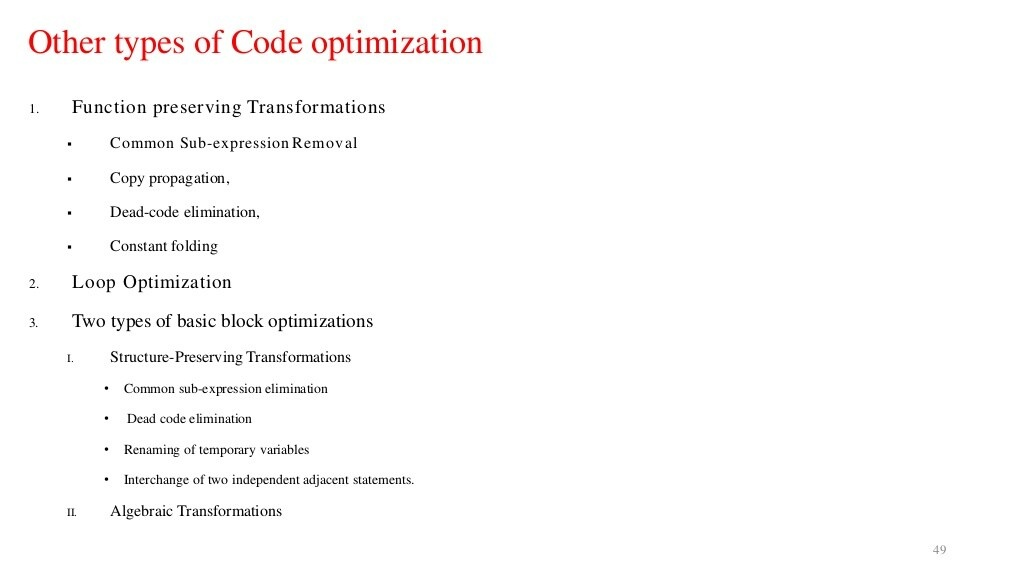 Other types of Code optimization
1. Function preserving Transformations
▪ Common Sub-expression Removal
▪ Copy propagation,
▪ Dead-code elimination,
▪ Constant folding
2. Loop Optimization
3. Two types of basic block optimizations
I. Structure-Preserving Transformations
• Common sub-expression elimination
• Dead code elimination
• Renaming of temporary variables
• Interchange of two independent adjacent statements.
II. Algebraic Transformations
49